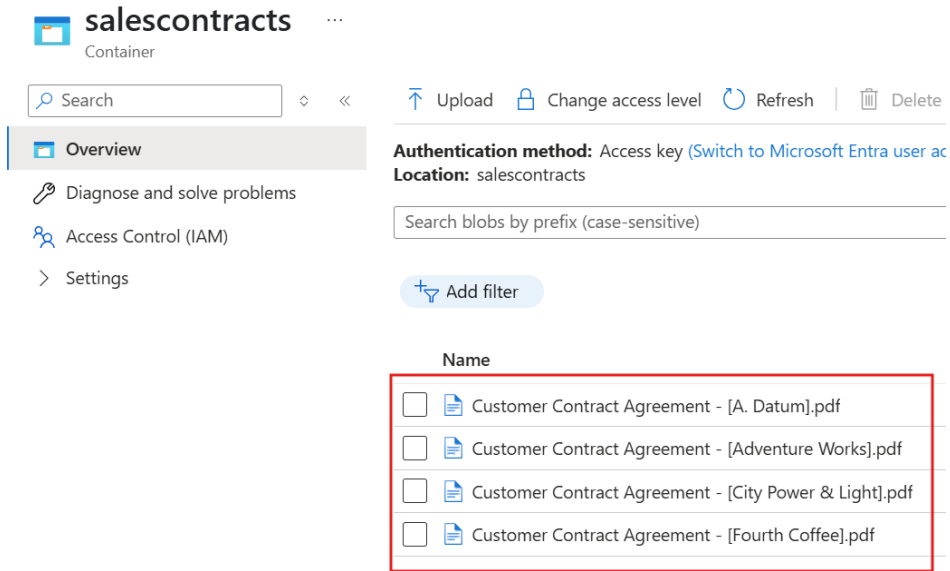 salescontracts ...
Container
Search
Overview
Diagnose and solve problems
Access Control (IAM)
Settings
Upload Change access level Refresh Delete
Authentication method: Access key (Switch to Microsoft Entra user
Location: salescontracts
Search blobs by prefix (case-sensitive)
Add filter
Name
Customer Contract Agreement - [A. Datum].pdf
Customer Contract Agreement - [Adventure Works].pdf
Customer Contract Agreement - [City Power & Light].pdf
Customer Contract Agreement - [Fourth Coffee].pdf